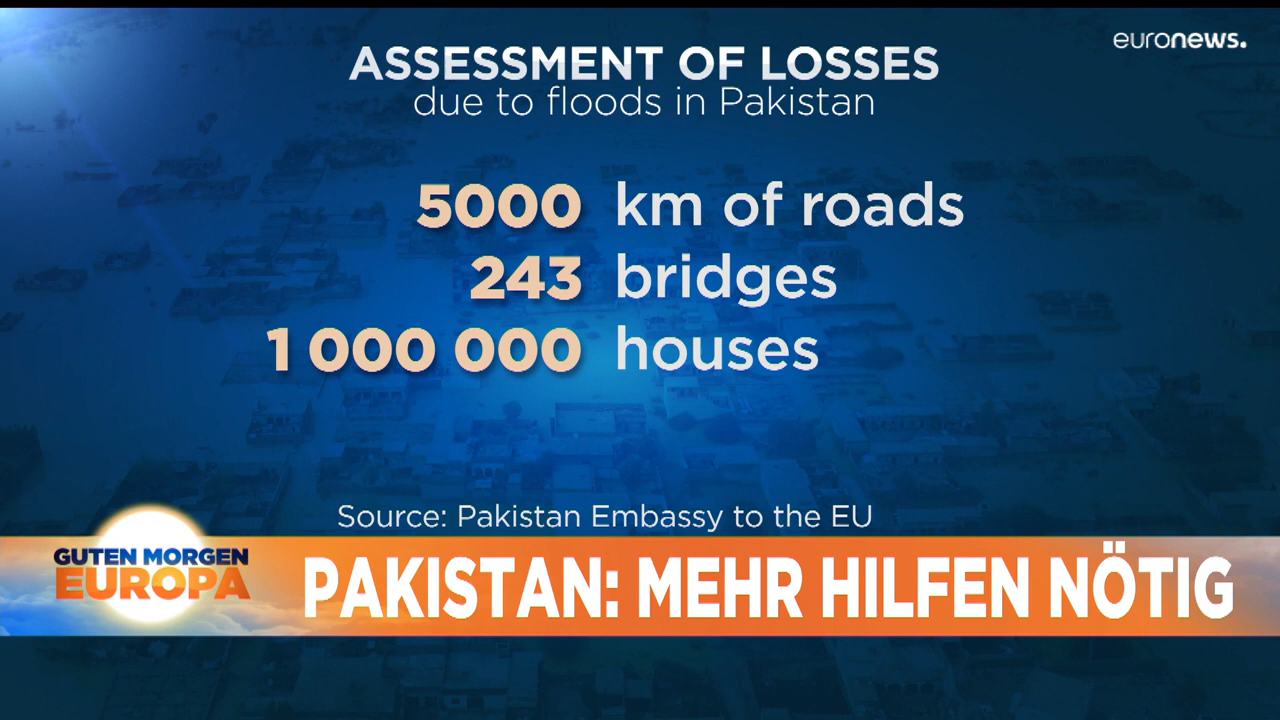 euronews.
ASSESSMENT OF LOSSES
due to floods in Pakistan
5000 km of roads
243 bridges
1 000 000 houses
Source: Pakistan Embassy to the EU
GUTEN MORGEN
EUROPA
PAKISTAN: MEHR HILFEN NÖTIG